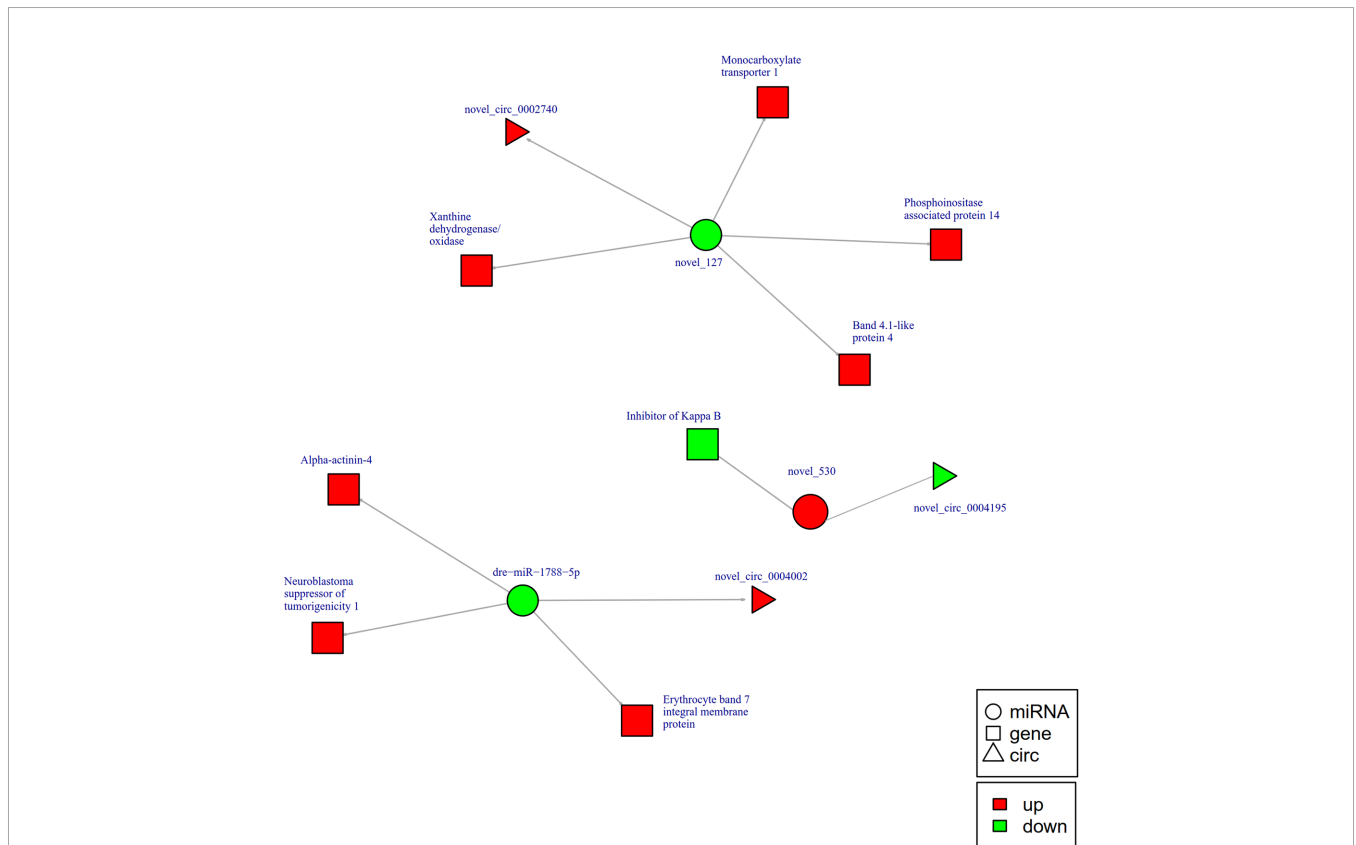 Monocarboxylate
transporter 1
novel_circ_0002740
Phosphoinositase
associated protein 14
Xanthine
dehydrogenase/
oxidase
novel_127
Band 4.1-like
protein 4
Inhibitor of Kappa B
Alpha-actinin-4
novel_530
novel_circ_0004195
dre−miR−1788−5p
novel_circ_0004002
Neuroblastoma
suppressor of
tumorigenicity 1
Erythrocyte band 7
integral membrane
protein
miRNA
gene
circ
up
down